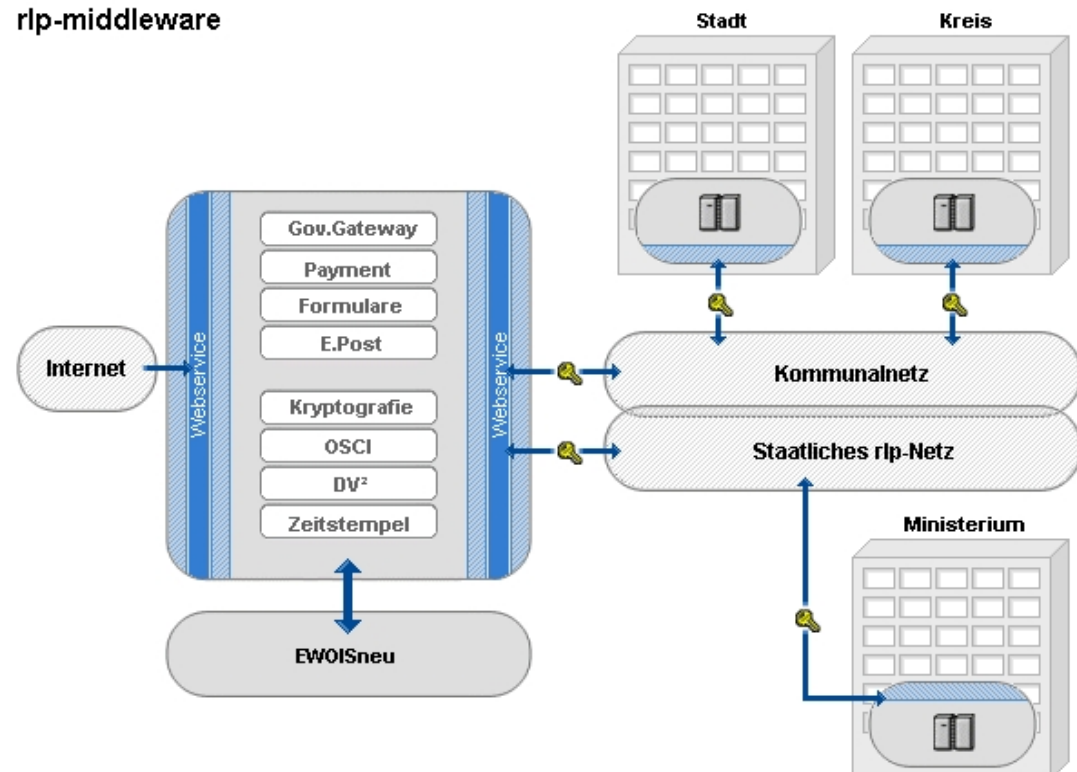 rlp-middleware
Stadt
Kreis
Gov.Gateway
Payment
Formulare
E.Post
Internet
Webservice
Webservice
Kommunalnetz
Kryptografie
OSCI
DV²
Zeitstempel
Staatliches rlp-Netz
Ministerium
EWOISneu